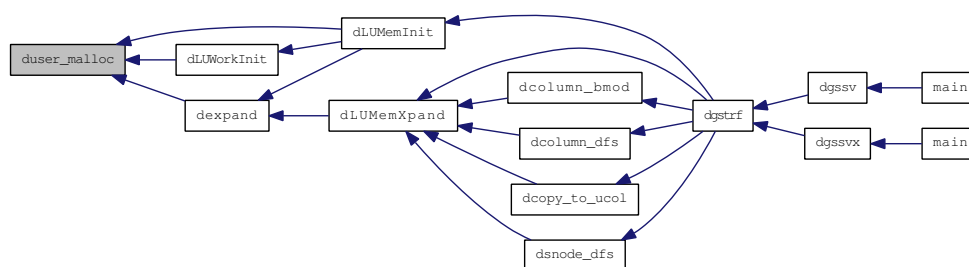 duser_malloc
dLUMemInit
dLUWorkInit
dexpand
dLUMemXpand
dcolumn_bmod
dcolumn_dfs
dcopy_to_ucol
dsnode_dfs
dgstrf
dgssv
main
dgssvx
main